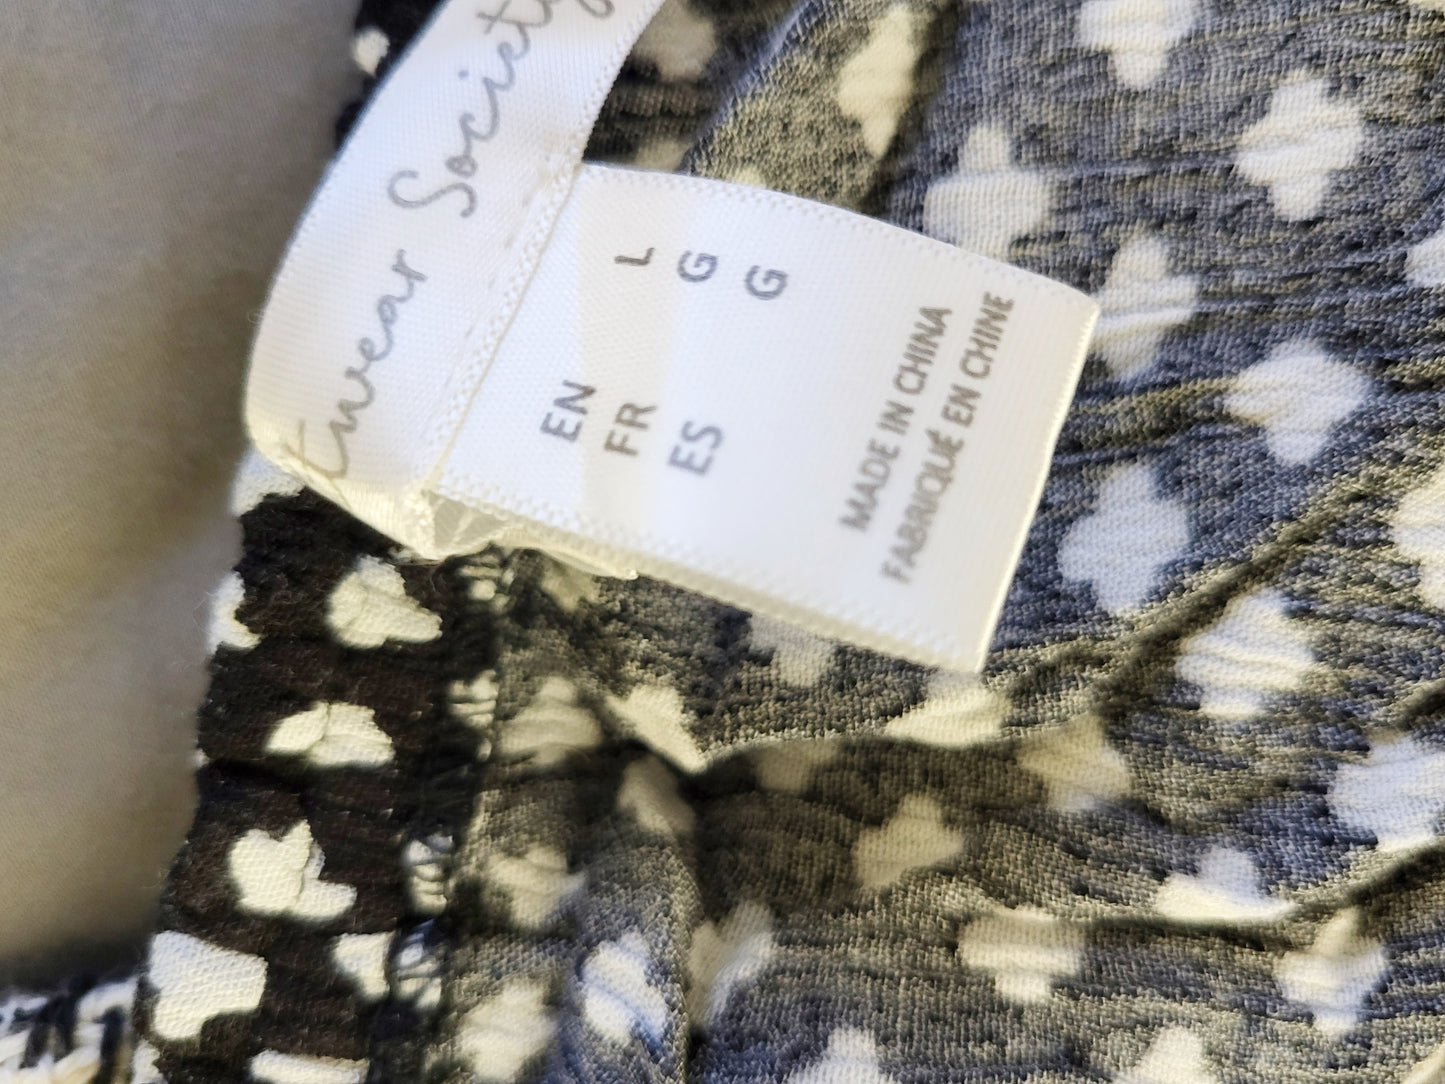 twear Society
EN L
FR G
ES G
MADE IN CHINA
FABRIQUÉ EN CHINE